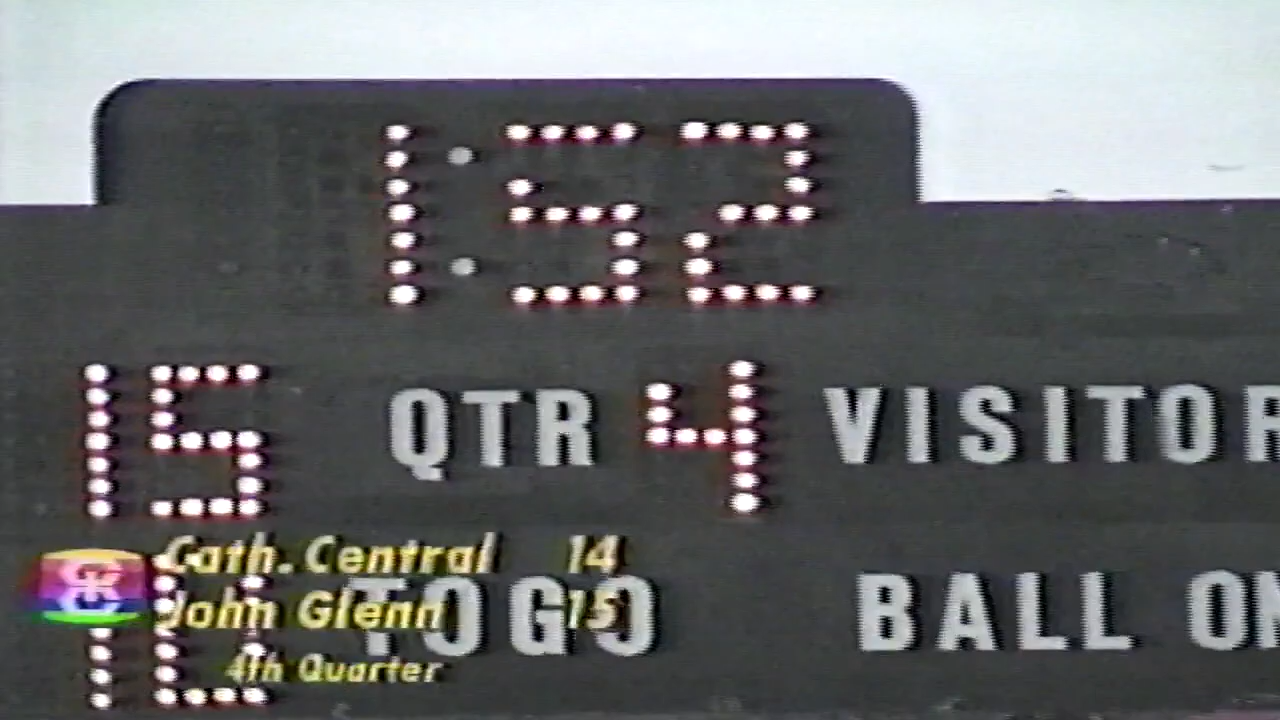 1:52
15 QTR 4 VISITOR
Cath. Central 14
TO GO BALL ON
John Glenn 15
4th Quarter